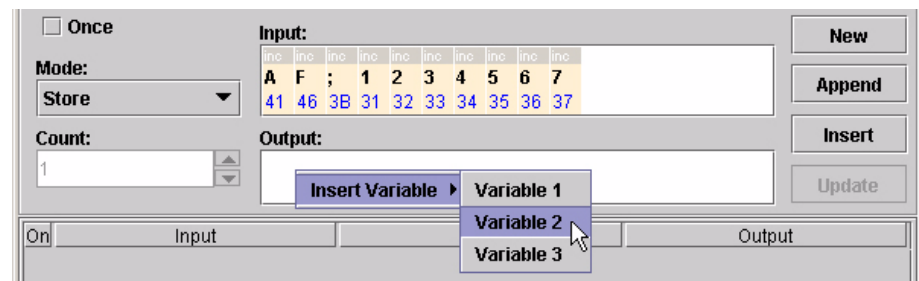 Once
Input:
New
inc inc inc inc inc inc inc inc inc inc
Mode:
A F ; 1 2 3 4 5 6 7
Store
41 46 3B 31 32 33 34 35 36 37
Append
Count:
Output:
Insert
1
Insert Variable
Variable 1
Update
Variable 2
On
Input
Output
Variable 3